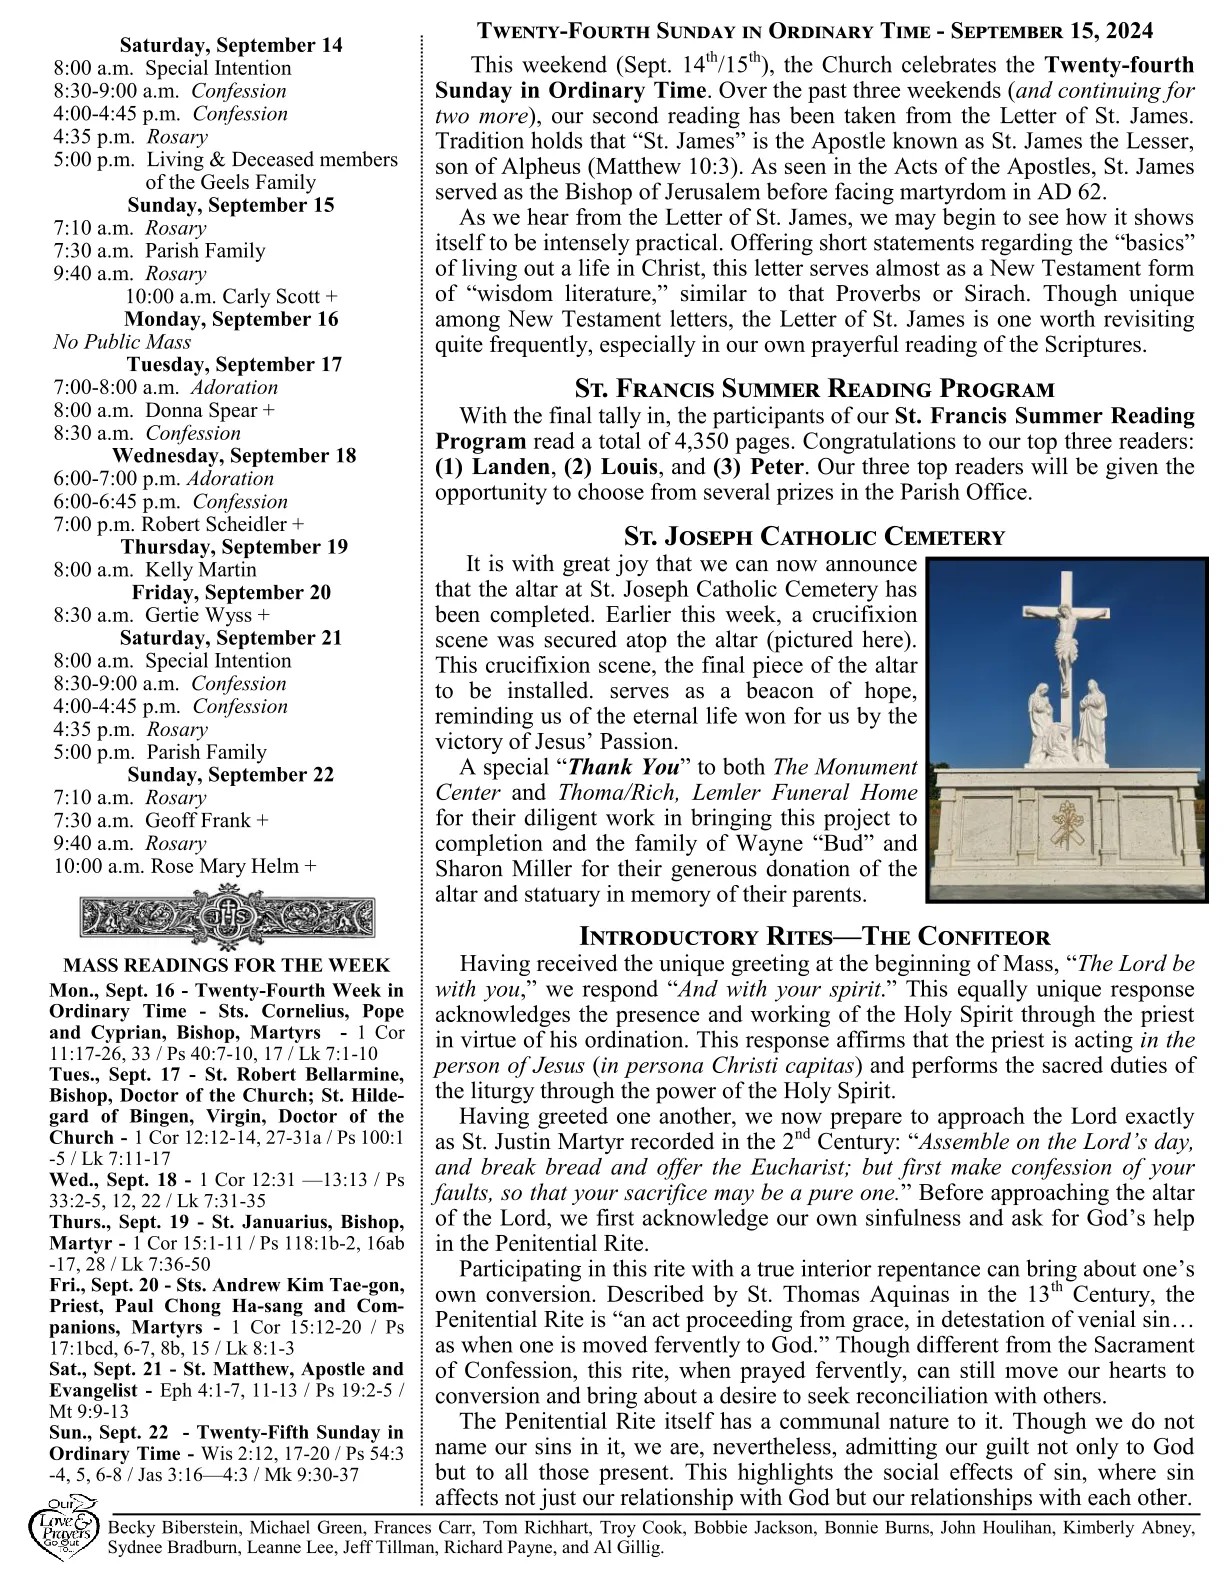 Saturday, September 14
8:00 a.m. Special Intention
8:30-9:00 a.m. Confession
4:00-4:45 p.m. Confession
4:35 p.m. Rosary
5:00 p.m. Living & Deceased members
of the Geels Family
Sunday, September 15
7:10 a.m. Rosary
7:30 a.m. Parish Family
9:40 a.m. Rosary
10:00 a.m. Carly Scott +
Monday, September 16
No Public Mass
Tuesday, September 17
7:00-8:00 a.m. Adoration
8:00 a.m. Donna Spear +
8:30 a.m. Confession
Wednesday, September 18
6:00-7:00 p.m. Adoration
6:00-6:45 p.m. Confession
7:00 p.m. Robert Scheidler +
Thursday, September 19
8:00 a.m. Kelly Martin
Friday, September 20
8:30 a.m. Gertie Wyss +
Saturday, September 21
8:00 a.m. Special Intention
8:30-9:00 a.m. Confession
4:00-4:45 p.m. Confession
4:35 p.m. Rosary
5:00 p.m. Parish Family
Sunday, September 22
7:10 a.m. Rosary
7:30 a.m. Geoff Frank +
9:40 a.m. Rosary
10:00 a.m. Rose Mary Helm +
IHS
MASS READINGS FOR THE WEEK
Mon., Sept. 16 - Twenty-Fourth Week in
Ordinary Time - Sts. Cornelius, Pope
and Cyprian, Bishop, Martyrs - 1 Cor
11:17-26, 33 / Ps 40:7-10, 17 / Lk 7:1-10
Tues., Sept. 17 - St. Robert Bellarmine,
Bishop, Doctor of the Church; St. Hilde-
gard of Bingen, Virgin, Doctor of the
Church - 1 Cor 12:12-14, 27-31a / Ps 100:1
-5 / Lk 7:11-17
Wed., Sept. 18 - 1 Cor 12:31 —13:13 / Ps
33:2-5, 12, 22 / Lk 7:31-35
Thurs., Sept. 19 - St. Januarius, Bishop,
Martyr - 1 Cor 15:1-11 / Ps 118:1b-2, 16ab
-17, 28 / Lk 7:36-50
Fri., Sept. 20 - Sts. Andrew Kim Tae-gon,
Priest, Paul Chong Ha-sang and Com-
panions, Martyrs - 1 Cor 15:12-20 / Ps
17:1bcd, 6-7, 8b, 15 / Lk 8:1-3
Sat., Sept. 21 - St. Matthew, Apostle and
Evangelist - Eph 4:1-7, 11-13 / Ps 19:2-5 /
Mt 9:9-13
Sun., Sept. 22 - Twenty-Fifth Sunday in
Ordinary Time - Wis 2:12, 17-20 / Ps 54:3
-4, 5, 6-8 / Jas 3:16—4:3 / Mk 9:30-37
TWENTY-FOURTH SUNDAY IN ORDINARY TIME - SEPTEMBER 15, 2024
This weekend (Sept. 14th/15th), the Church celebrates the Twenty-fourth
Sunday in Ordinary Time. Over the past three weekends (and continuing for
two more), our second reading has been taken from the Letter of St. James.
Tradition holds that “St. James” is the Apostle known as St. James the Lesser,
son of Alpheus (Matthew 10:3). As seen in the Acts of the Apostles, St. James
served as the Bishop of Jerusalem before facing martyrdom in AD 62.
As we hear from the Letter of St. James, we may begin to see how it shows
itself to be intensely practical. Offering short statements regarding the “basics”
of living out a life in Christ, this letter serves almost as a New Testament form
of “wisdom literature,” similar to that Proverbs or Sirach. Though unique
among New Testament letters, the Letter of St. James is one worth revisiting
quite frequently, especially in our own prayerful reading of the Scriptures.
ST. FRANCIS SUMMER READING PROGRAM
With the final tally in, the participants of our St. Francis Summer Reading
Program read a total of 4,350 pages. Congratulations to our top three readers:
(1) Landen, (2) Louis, and (3) Peter. Our three top readers will be given the
opportunity to choose from several prizes in the Parish Office.
ST. JOSEPH CATHOLIC CEMETERY
It is with great joy that we can now announce
that the altar at St. Joseph Catholic Cemetery has
been completed. Earlier this week, a crucifixion
scene was secured atop the altar (pictured here).
This crucifixion scene, the final piece of the altar
to be installed. serves as a beacon of hope,
reminding us of the eternal life won for us by the
victory of Jesus’ Passion.
A special “Thank You” to both The Monument
Center and Thoma/Rich, Lemler Funeral Home
for their diligent work in bringing this project to
completion and the family of Wayne “Bud” and
Sharon Miller for their generous donation of the
altar and statuary in memory of their parents.
INTRODUCTORY RITES—THE CONFITEOR
Having received the unique greeting at the beginning of Mass, “The Lord be
with you,” we respond “And with your spirit.” This equally unique response
acknowledges the presence and working of the Holy Spirit through the priest
in virtue of his ordination. This response affirms that the priest is acting in the
person of Jesus (in persona Christi capitas) and performs the sacred duties of
the liturgy through the power of the Holy Spirit.
Having greeted one another, we now prepare to approach the Lord exactly
as St. Justin Martyr recorded in the 2nd Century: “Assemble on the Lord’s day,
and break bread and offer the Eucharist; but first make confession of your
faults, so that your sacrifice may be a pure one.” Before approaching the altar
of the Lord, we first acknowledge our own sinfulness and ask for God’s help
in the Penitential Rite.
Participating in this rite with a true interior repentance can bring about one’s
own conversion. Described by St. Thomas Aquinas in the 13th Century, the
Penitential Rite is “an act proceeding from grace, in detestation of venial sin…
as when one is moved fervently to God.” Though different from the Sacrament
of Confession, this rite, when prayed fervently, can still move our hearts to
conversion and bring about a desire to seek reconciliation with others.
The Penitential Rite itself has a communal nature to it. Though we do not
name our sins in it, we are, nevertheless, admitting our guilt not only to God
but to all those present. This highlights the social effects of sin, where sin
affects not just our relationship with God but our relationships with each other.
Our
Love &
Prayers
Go Out
To...
Becky Biberstein, Michael Green, Frances Carr, Tom Richhart, Troy Cook, Bobbie Jackson, Bonnie Burns, John Houlihan, Kimberly Abney,
Sydnee Bradburn, Leanne Lee, Jeff Tillman, Richard Payne, and Al Gillig.